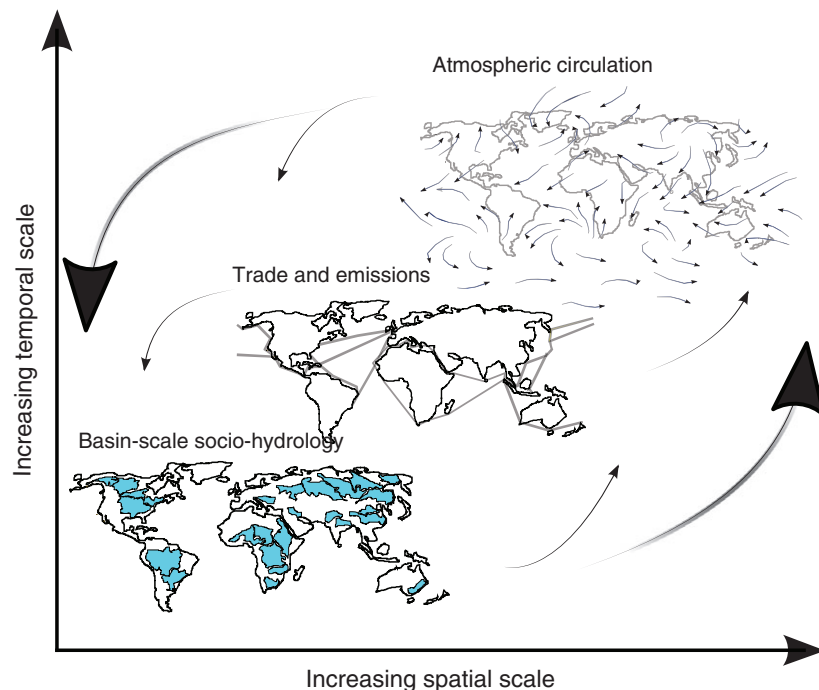 Atmospheric circulation
Trade and emissions
Basin-scale socio-hydrology
Increasing temporal scale
Increasing spatial scale